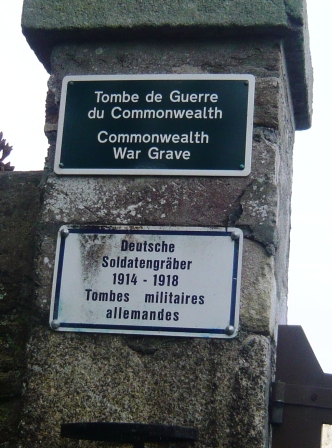 Tombe de Guerre
du Commonwealth
Commonwealth
War Grave
Deutsche
Soldatengräber
1914 - 1918
Tombes militaires
allemandes